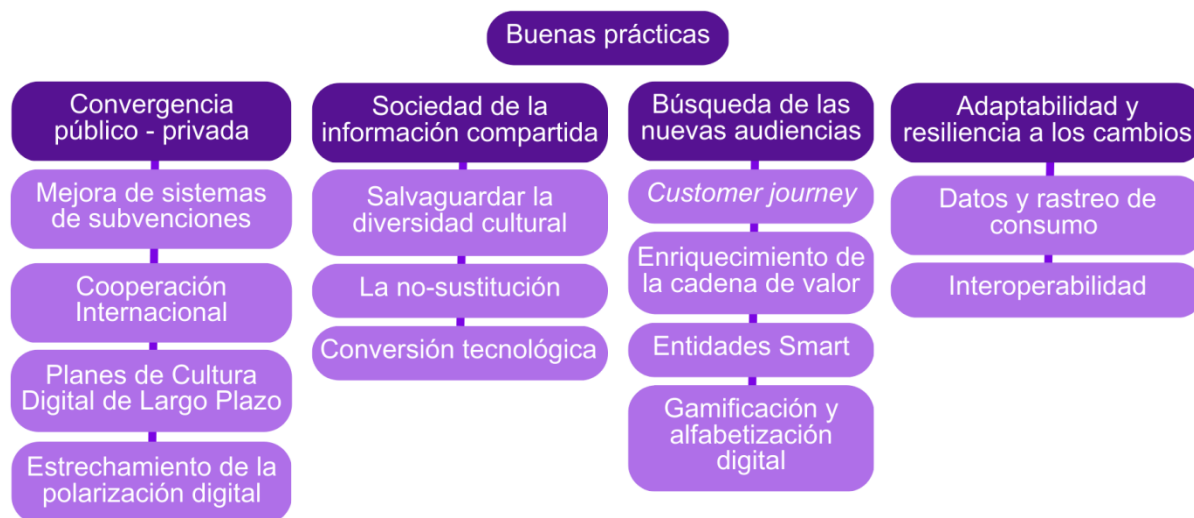 Buenas prácticas
Convergencia
público - privada
Mejora de sistemas
de subvenciones
Cooperación
Internacional
Planes de Cultura
Digital de Largo Plazo
Estrechamiento de la
polarización digital
Sociedad de la
información compartida
Salvaguardar la
diversidad cultural
La no-sustitución
Conversión tecnológica
Búsqueda de las
nuevas audiencias
Customer journey
Enriquecimiento de
la cadena de valor
Entidades Smart
Gamificación y
alfabetización
digital
Adaptabilidad y
resiliencia a los cambios
Datos y rastreo de
consumo
Interoperabilidad